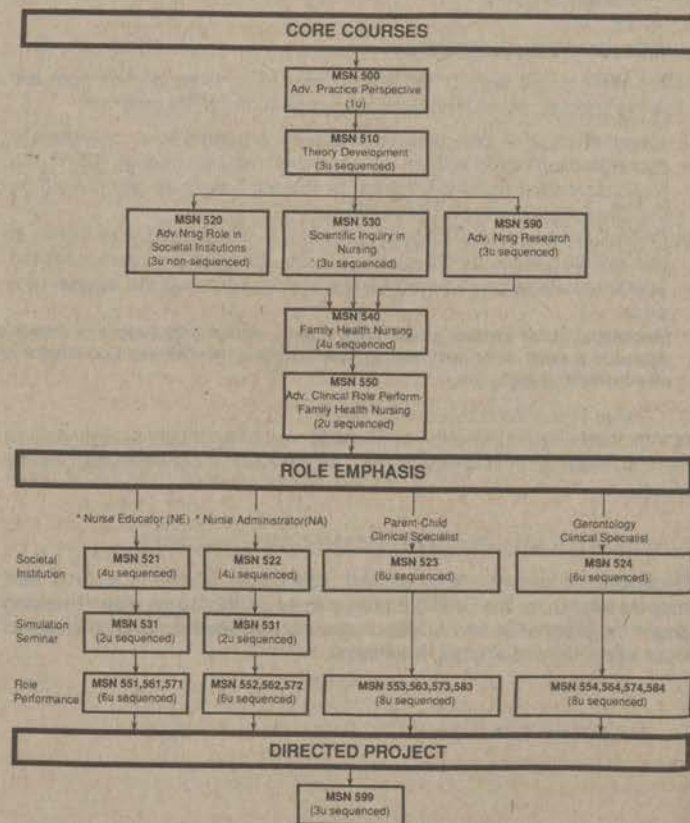 CORE COURSES
MSN 500
Adv. Practice Perspective
(1u)
MSN 510
Theory Development
(3u sequenced)
MSN 520
Adv.Nrsg Role in
Societal Instutions
(3u non-sequenced)
MSN 530
Scientific Inquiry in
Nursing
(3u sequenced)
MSN 590
Adv. Nrsg Research
(3u sequenced)
MSN 540
Family Health Nursing
(4u sequenced)
MSN 550
Adv. Clinical Role Perform-
Family Health Nursing
(2u sequenced)
ROLE EMPHASIS
* Nurse Educator (NE)
* Nurse Administrator(NA)
Parent-Child
Clinical Specialist
Gerontology
Clinical Specialist
Societal
Institution
MSN 521
(4u sequenced)
MSN 522
(4u sequenced)
MSN 523
(6u sequenced)
MSN 524
(6u sequenced)
Simulation
Seminar
MSN 531
(2u sequenced)
MSN 531
(2u sequenced)
Role
Performance
MSN 551,561,571
(6u sequenced)
MSN 552,562,572
(6u sequenced)
MSN 553,563,573,583
(8u sequenced)
MSN 554,564,574,584
(8u sequenced)
DIRECTED PROJECT
MSN 599
(3u sequenced)